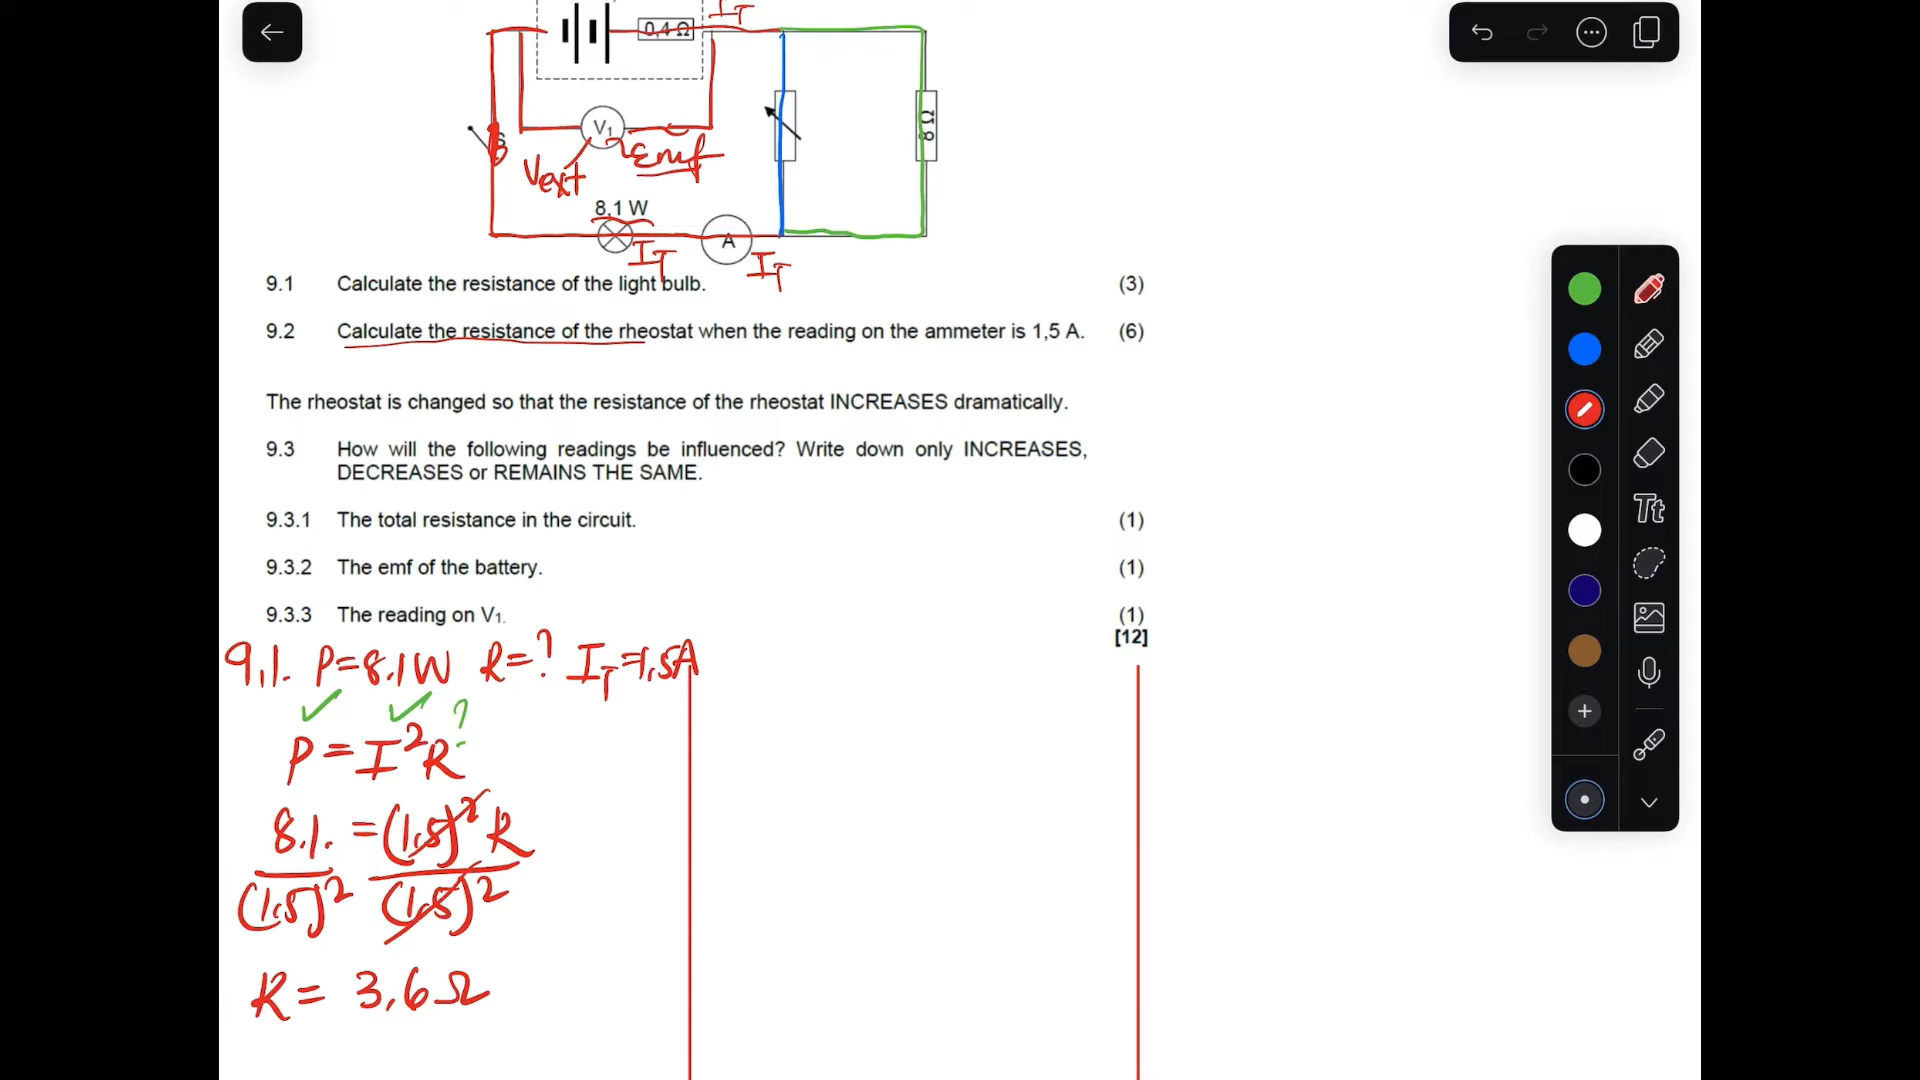 I_T
0,4 Ω
V₁
Emf
Vext
S
8 Ω
8,1 W
A
I_T
I_T
9.1 Calculate the resistance of the light bulb. (3)
9.2 Calculate the resistance of the rheostat when the reading on the ammeter is 1,5 A. (6)
The rheostat is changed so that the resistance of the rheostat INCREASES dramatically.
9.3 How will the following readings be influenced? Write down only INCREASES,
DECREASES or REMAINS THE SAME.
9.3.1 The total resistance in the circuit. (1)
9.3.2 The emf of the battery. (1)
9.3.3 The reading on V₁. (1)
[12]
9.1. P=8.1W R=? I_T=1.5A
?
P = I²R
8.1. = (1.5)² R
(1.5)² (1.5)²
R = 3,6Ω
Tt